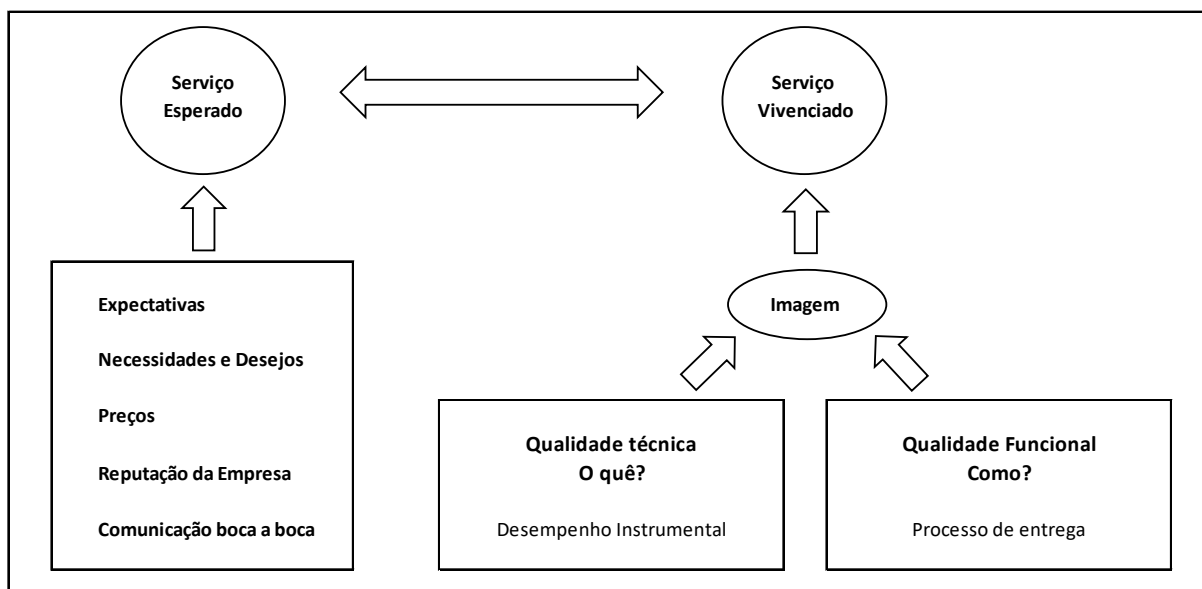 Serviço
Esperado
Serviço
Vivenciado
Expectativas
Necessidades e Desejos
Preços
Reputação da Empresa
Comunicação boca a boca
Imagem
Qualidade técnica
O quê?
Desempenho Instrumental
Qualidade Funcional
Como?
Processo de entrega